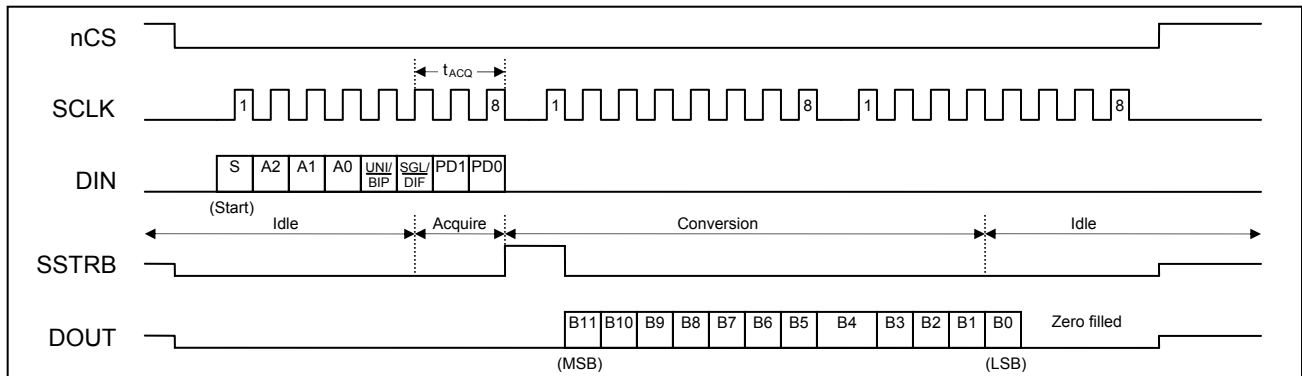 nCS
tACQ
SCLK 1 8 1 8 1 8
DIN S A2 A1 A0 UNI/BIP SGL/DIF PD1 PD0
(Start)
Idle Acquire Conversion Idle
SSTRB
DOUT B11 B10 B9 B8 B7 B6 B5 B4 B3 B2 B1 B0 Zero filled
(MSB) (LSB)